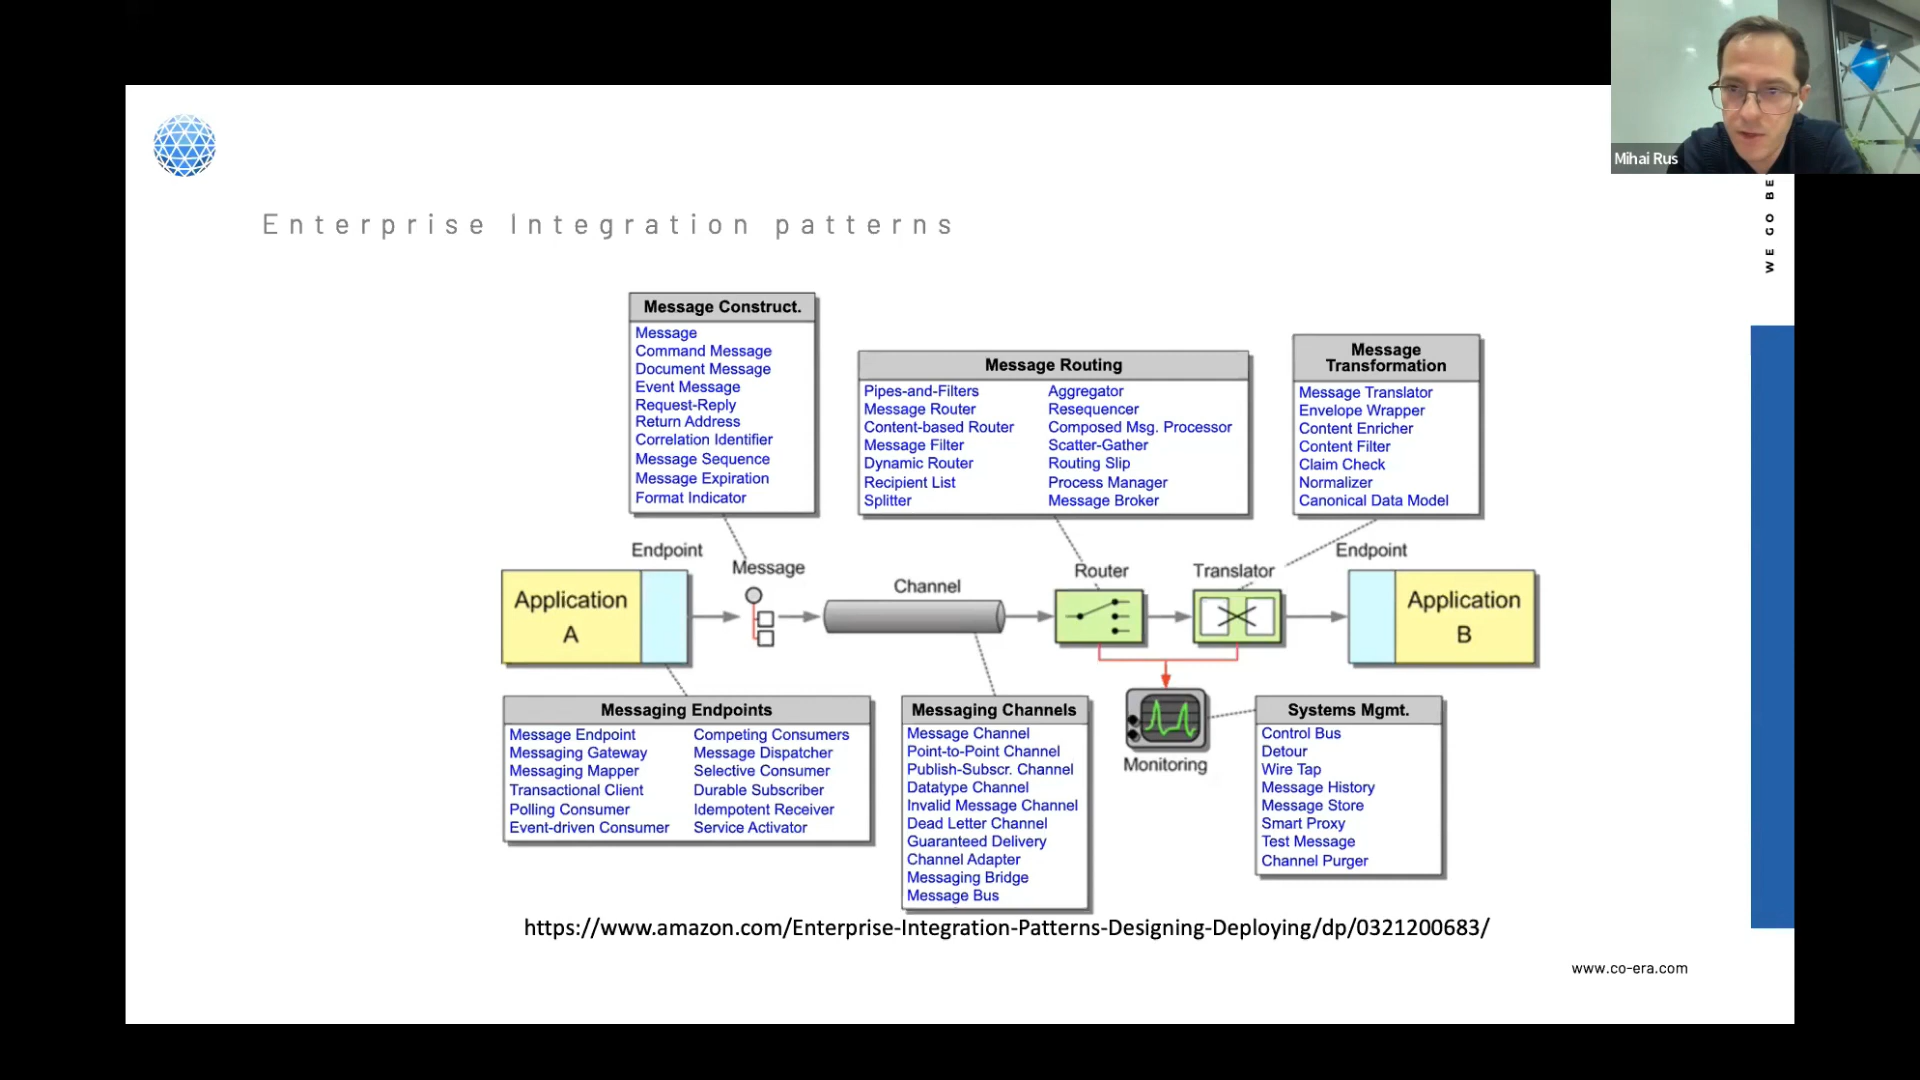 Mihai Rus
WE GO BE
Enterprise Integration patterns
Message Construct.
Message
Command Message
Document Message
Event Message
Request-Reply
Return Address
Correlation Identifier
Message Sequence
Message Expiration
Format Indicator
Message Routing
Pipes-and-Filters
Message Router
Content-based Router
Message Filter
Dynamic Router
Recipient List
Splitter
Aggregator
Resequencer
Composed Msg. Processor
Scatter-Gather
Routing Slip
Process Manager
Message Broker
Message
Transformation
Message Translator
Envelope Wrapper
Content Enricher
Content Filter
Claim Check
Normalizer
Canonical Data Model
Endpoint
Message
Channel
Router
Translator
Endpoint
Application
A
Application
B
Messaging Endpoints
Message Endpoint
Messaging Gateway
Messaging Mapper
Transactional Client
Polling Consumer
Event-driven Consumer
Competing Consumers
Message Dispatcher
Selective Consumer
Durable Subscriber
Idempotent Receiver
Service Activator
Messaging Channels
Message Channel
Point-to-Point Channel
Publish-Subscr. Channel
Datatype Channel
Invalid Message Channel
Dead Letter Channel
Guaranteed Delivery
Channel Adapter
Messaging Bridge
Message Bus
Monitoring
Systems Mgmt.
Control Bus
Detour
Wire Tap
Message History
Message Store
Smart Proxy
Test Message
Channel Purger
https://www.amazon.com/Enterprise-Integration-Patterns-Designing-Deploying/dp/0321200683/
www.co-era.com